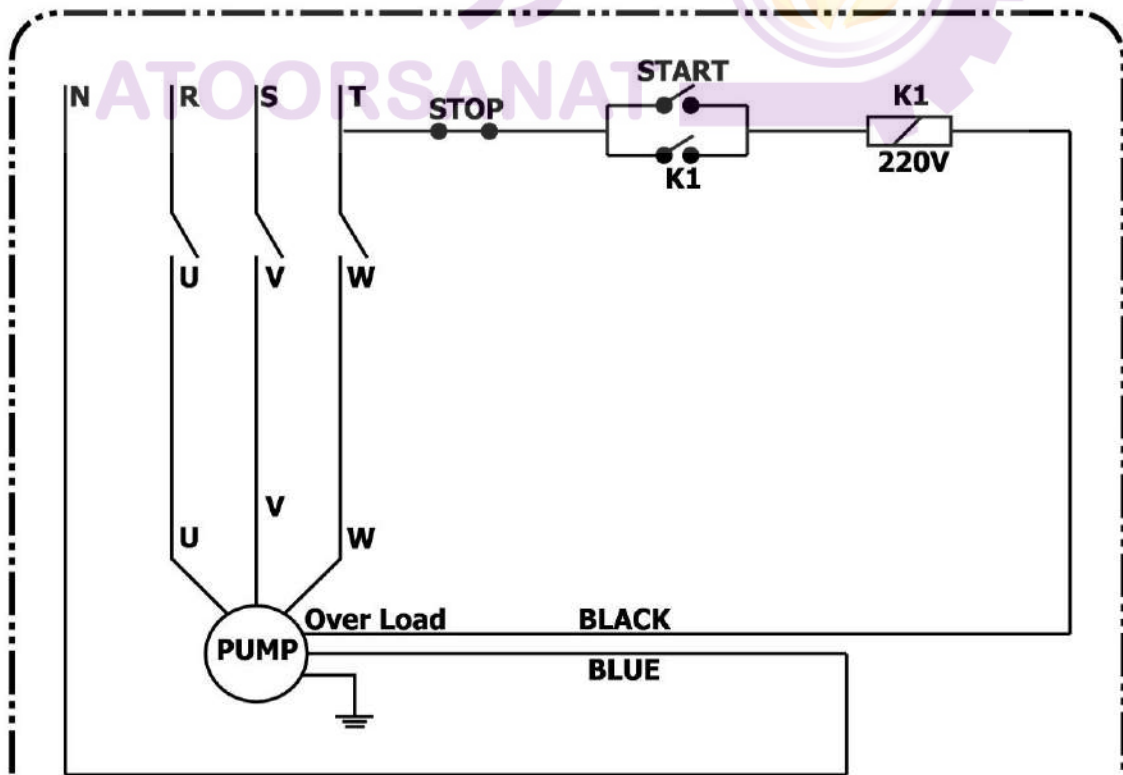 ATOORSANAT
N R S T
STOP
START
K1
K1
220V
U V W
V
U W
Over Load BLACK
PUMP
BLUE